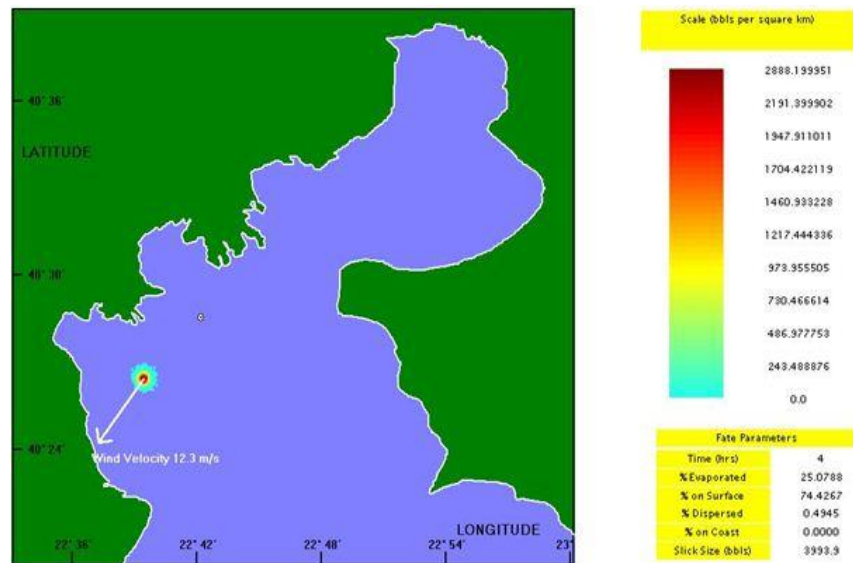 40° 36'
LATITUDE
40° 30'
40° 24'
Wind Velocity 12.3 m/s
LONGITUDE
22° 36' 22° 42' 22° 48' 22° 54' 23°
Scale (bbls per square km)
2888.199951
2191.399902
1947.911011
1704.422119
1460.933228
1217.444336
973.955505
730.466614
486.977753
243.488876
0.0
Fate Parameters
Time (hrs) 4
% Evaporated 25.0788
% on Surface 74.4267
% Dispersed 0.4945
% on Coast 0.0000
Slick Size (bbls) 3993.9